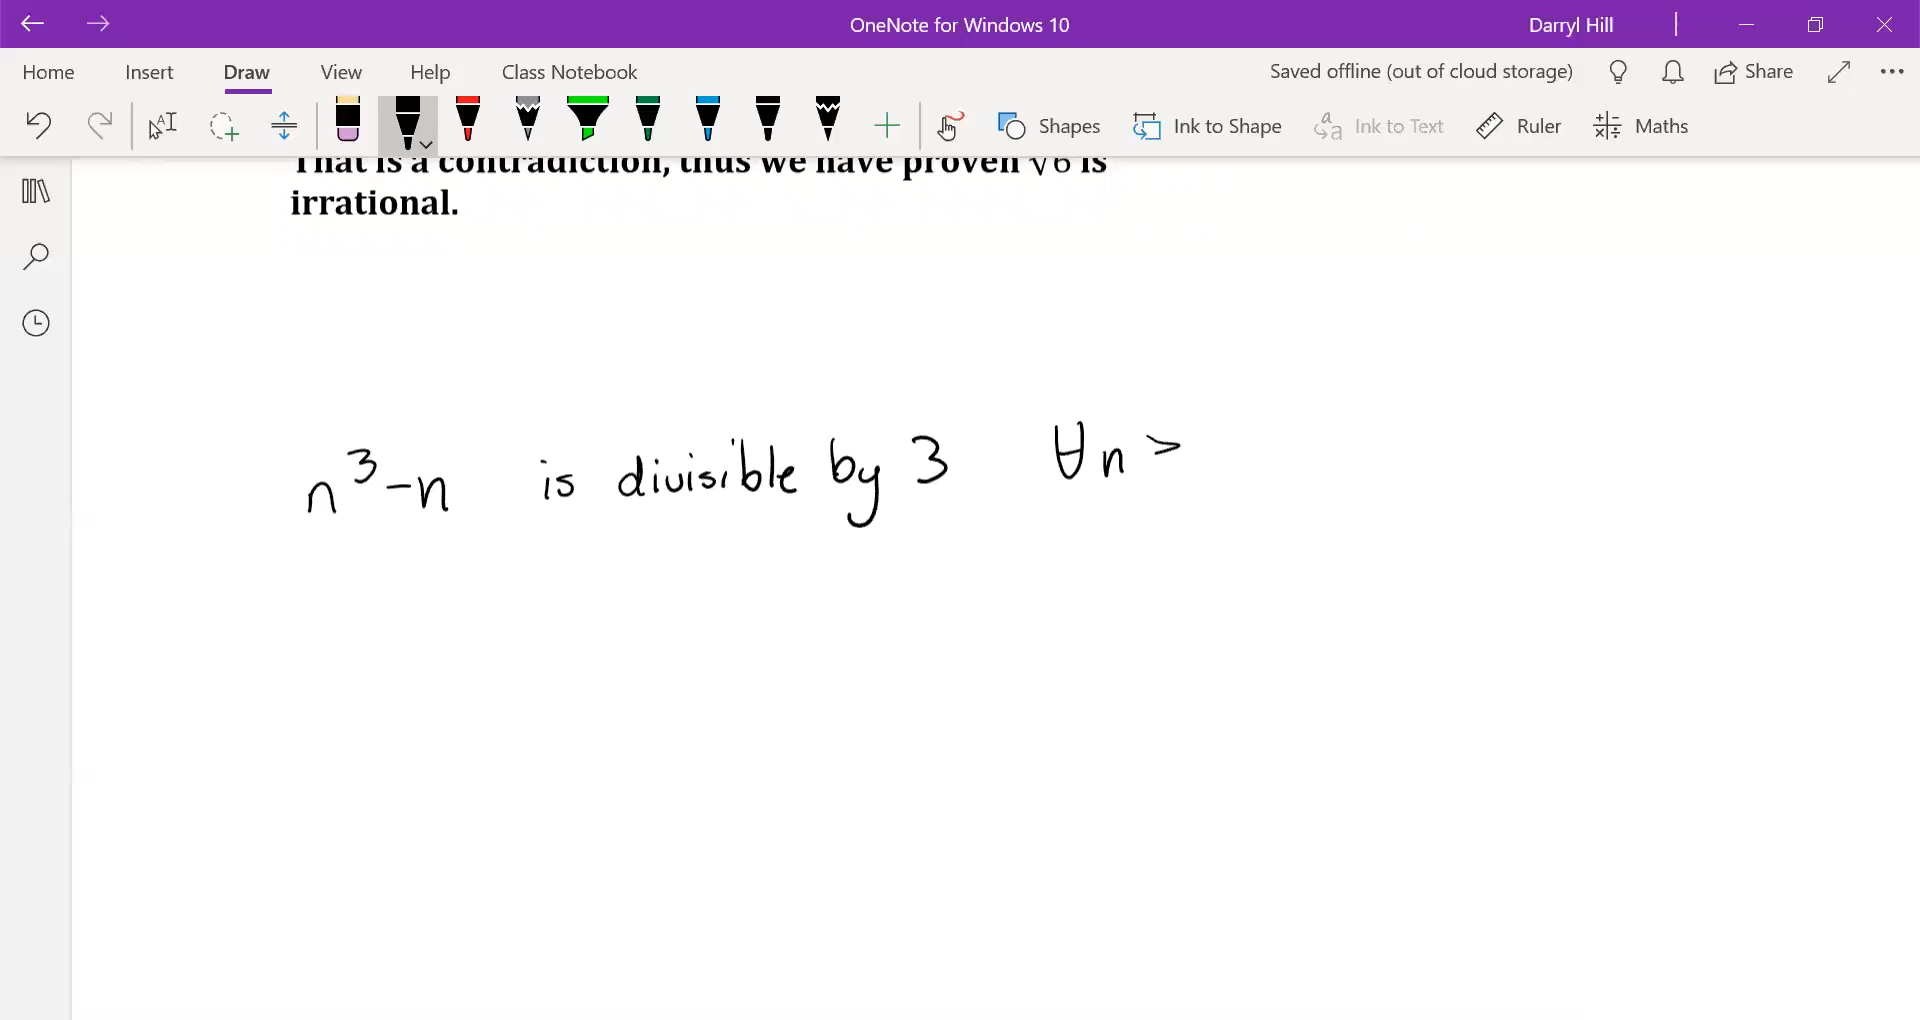 OneNote for Windows 10
Darryl Hill
Home Insert Draw View Help Class Notebook
Saved offline (out of cloud storage) Share
Shapes Ink to Shape Ink to Text Ruler Maths
That is a contradiction, thus we have proven √6 is
irrational.
n³-n is divisible by 3 ∀n >